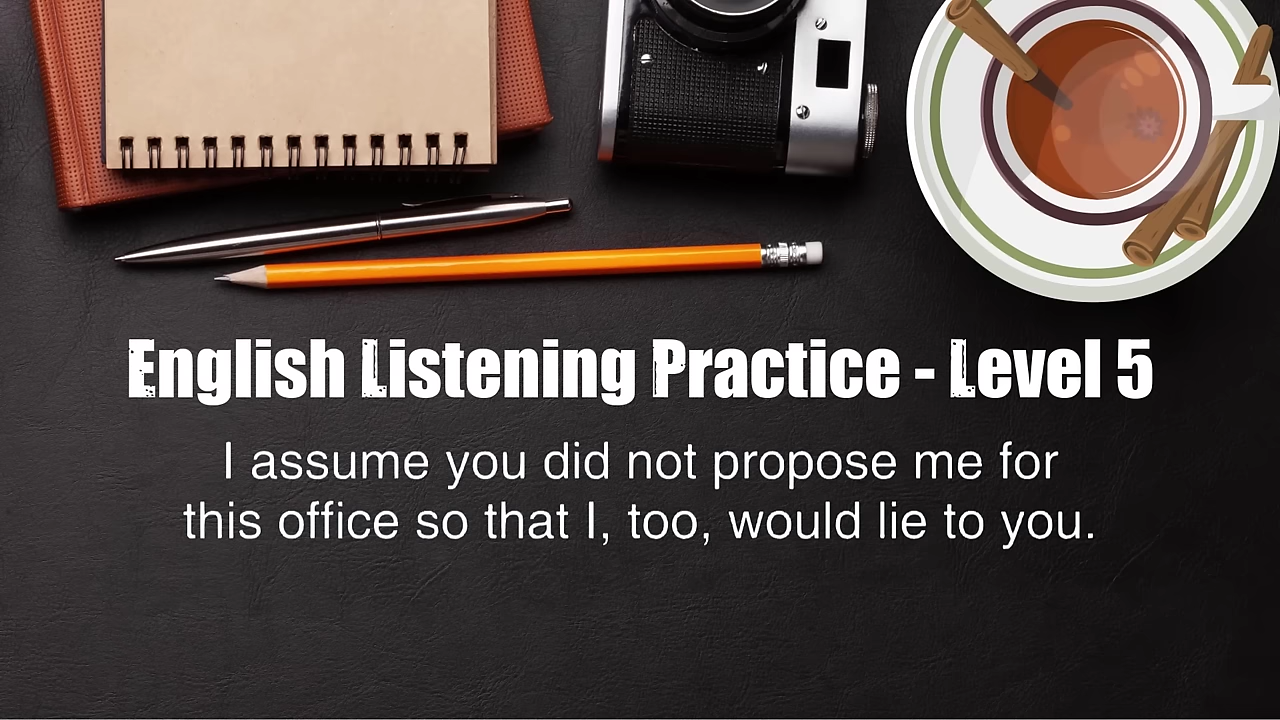 English Listening Practice - Level 5
I assume you did not propose me for
this office so that I, too, would lie to you.